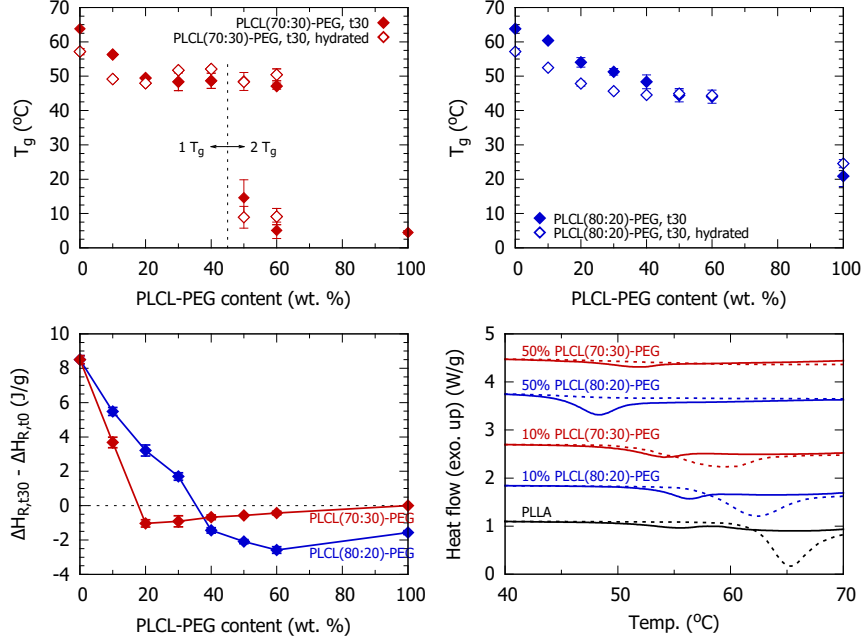 70
60
50
40
30
20
10
0
T_g (°C)
PLCL(70:30)-PEG, t30
PLCL(70:30)-PEG, t30, hydrated
1 T_g
2 T_g
0 20 40 60 80 100
PLCL-PEG content (wt. %)
70
60
50
40
30
20
10
0
T_g (°C)
PLCL(80:20)-PEG, t30
PLCL(80:20)-PEG, t30, hydrated
0 20 40 60 80 100
PLCL-PEG content (wt. %)
10
8
6
4
2
0
-2
-4
ΔH_R,t30 - ΔH_R,t0 (J/g)
PLCL(70:30)-PEG
PLCL(80:20)-PEG
0 20 40 60 80 100
PLCL-PEG content (wt. %)
5
4
3
2
1
0
Heat flow (exo. up) (W/g)
50% PLCL(70:30)-PEG
50% PLCL(80:20)-PEG
10% PLCL(70:30)-PEG
10% PLCL(80:20)-PEG
PLLA
40 50 60 70
Temp. (°C)